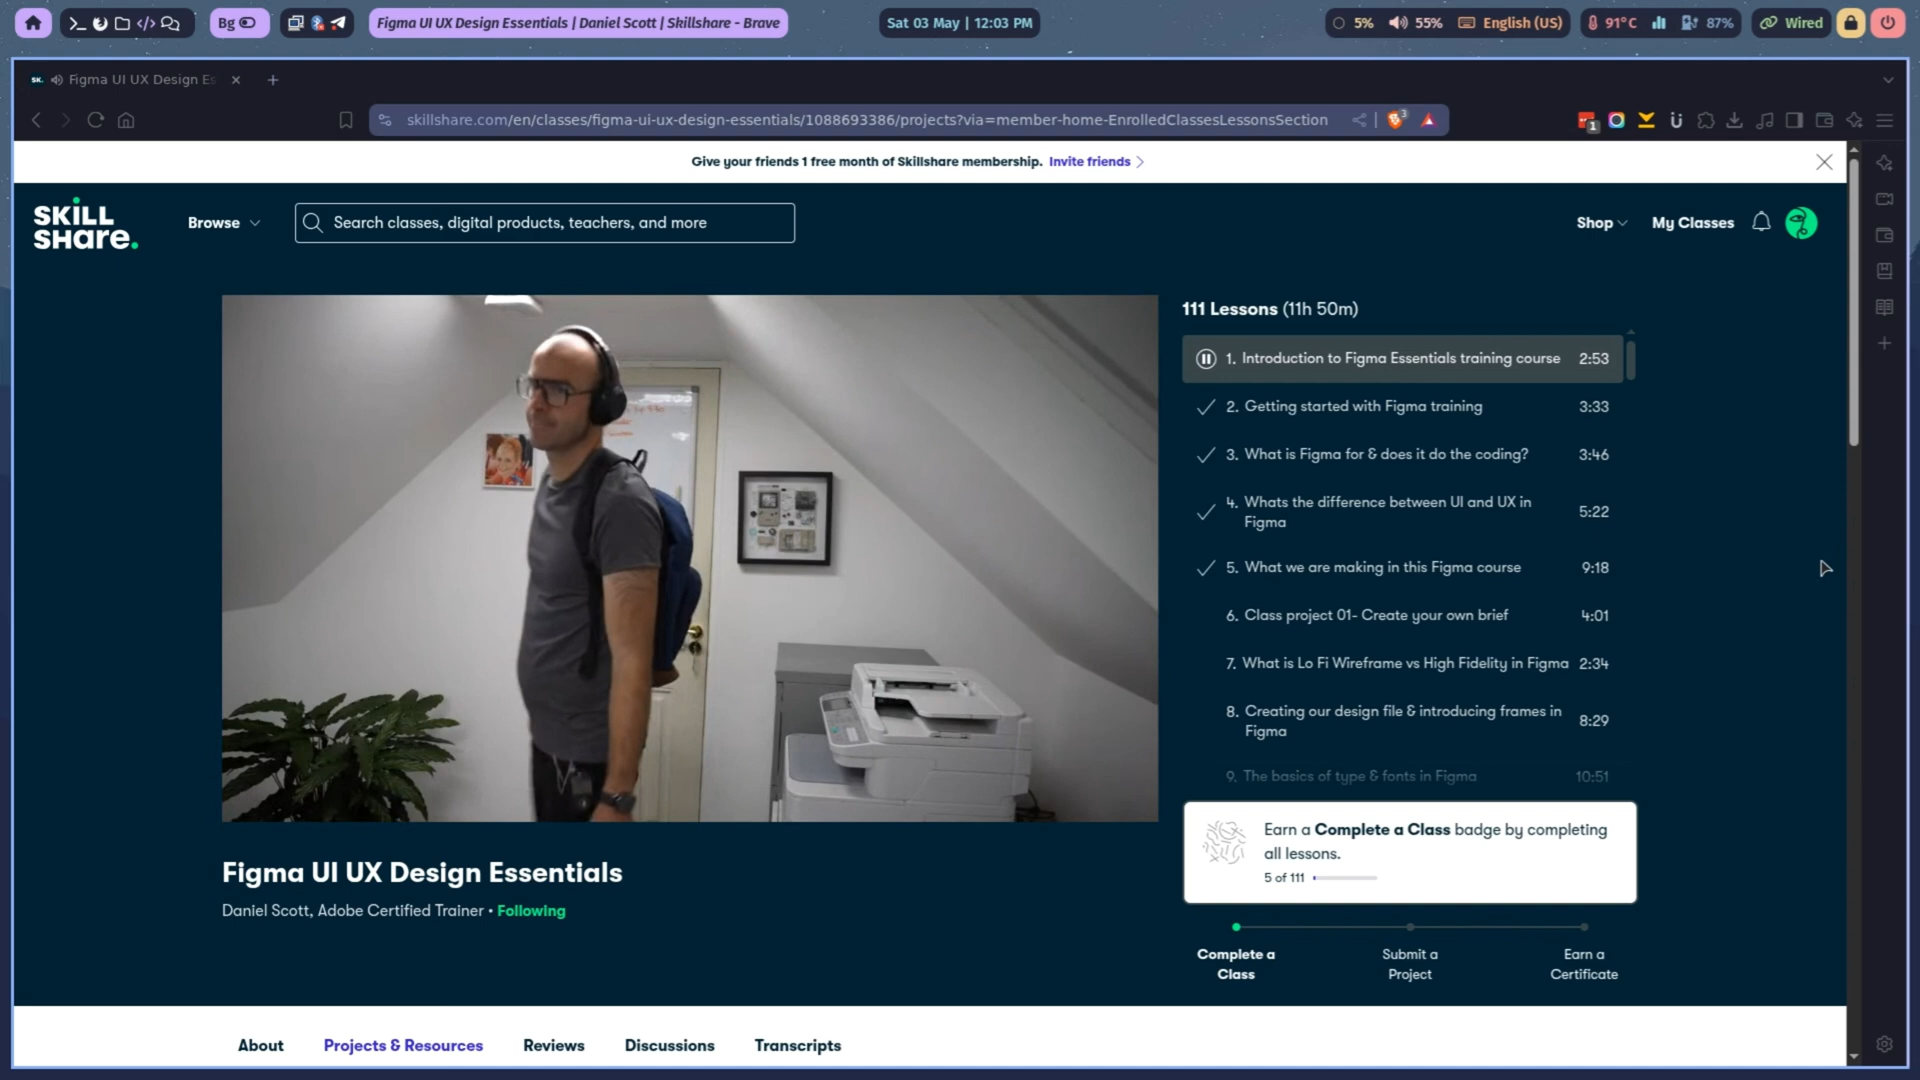 Bg
Figma UI UX Design Essentials | Daniel Scott | Skillshare - Brave
Sat 03 May | 12:03 PM
5%
55%
English (US)
91°C
87%
Wired
SK.
Figma UI UX Design Es
skillshare.com/en/classes/figma-ui-ux-design-essentials/1088693386/projects?via=member-home-EnrolledClassesLessonsSection
3
1
Give your friends 1 free month of Skillshare membership. Invite friends
SKILL
SHare.
Browse
Search classes, digital products, teachers, and more
Shop
My Classes
111 Lessons (11h 50m)
1. Introduction to Figma Essentials training course 2:53
2. Getting started with Figma training 3:33
3. What is Figma for & does it do the coding? 3:46
4. Whats the difference between UI and UX in
Figma 5:22
5. What we are making in this Figma course 9:18
6. Class project 01- Create your own brief 4:01
7. What is Lo Fi Wireframe vs High Fidelity in Figma 2:34
8. Creating our design file & introducing frames in
Figma 8:29
9. The basics of type & fonts in Figma 10:51
Earn a Complete a Class badge by completing
all lessons.
5 of 111
Complete a
Class
Submit a
Project
Earn a
Certificate
Figma UI UX Design Essentials
Daniel Scott, Adobe Certified Trainer • Following
About
Projects & Resources
Reviews
Discussions
Transcripts